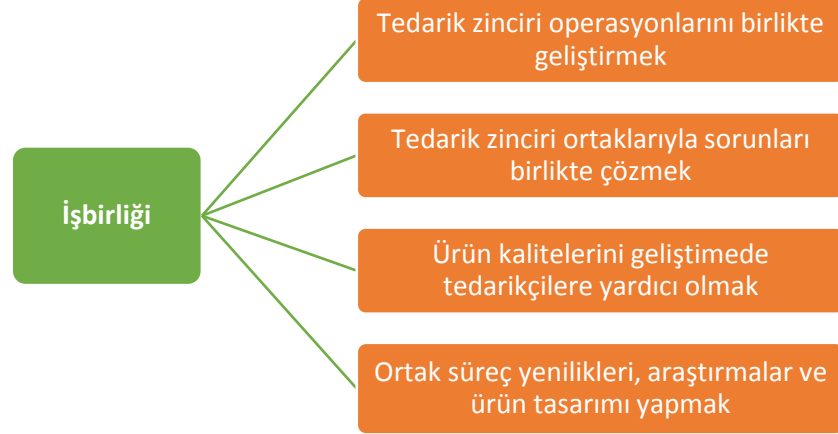 Tedarik zinciri operasyonlarını birlikte
geliştirmek
Tedarik zinciri ortaklarıyla sorunları
birlikte çözmek
İşbirliği
Ürün kalitelerini geliştimede
tedarikçilere yardıcı olmak
Ortak süreç yenilikleri, araştırmalar ve
ürün tasarımı yapmak